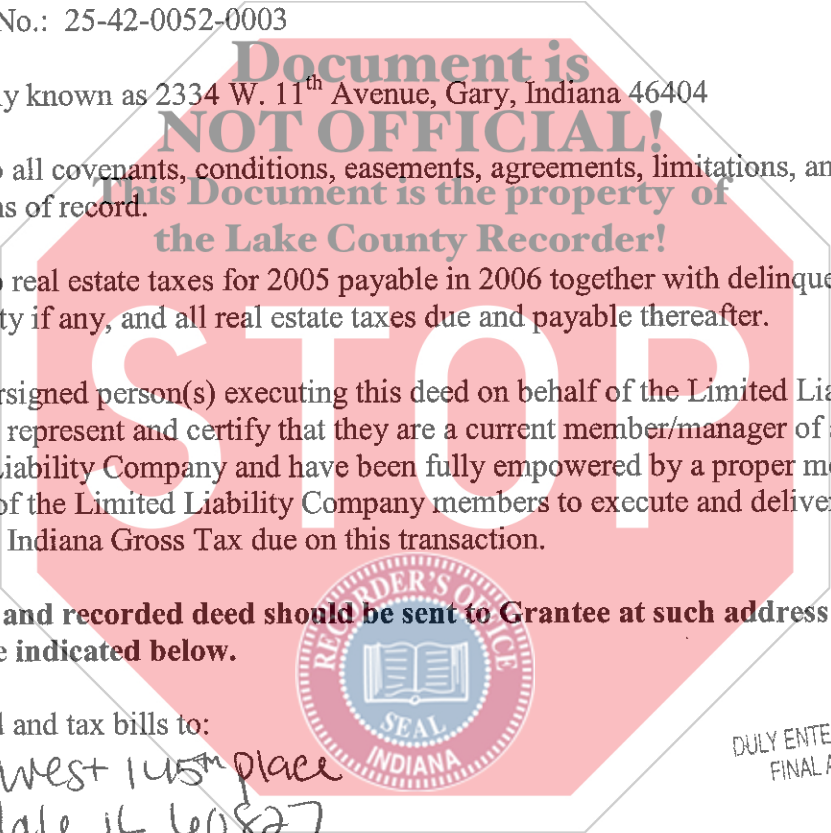 No.: 25-42-0052-0003
Document is
y known as 2334 W. 11th Avenue, Gary, Indiana 46404
NOT OFFICIAL!
o all covenants, conditions, easements, agreements, limitations, an
This Document is the property of
ns of record.
the Lake County Recorder!
o real estate taxes for 2005 payable in 2006 together with delinque
ty if any, and all real estate taxes due and payable thereafter.
STOP
rsigned person(s) executing this deed on behalf of the Limited Lia
represent and certify that they are a current member/manager of s
Liability Company and have been fully empowered by a proper me
of the Limited Liability Company members to execute and deliver
Indiana Gross Tax due on this transaction.
and recorded deed should be sent to Grantee at such address
e indicated below.
RECORDER'S OFFICE
SEAL
INDIANA
d and tax bills to:
DULY ENTE
FINAL A
west 145th place
dale IL 60827